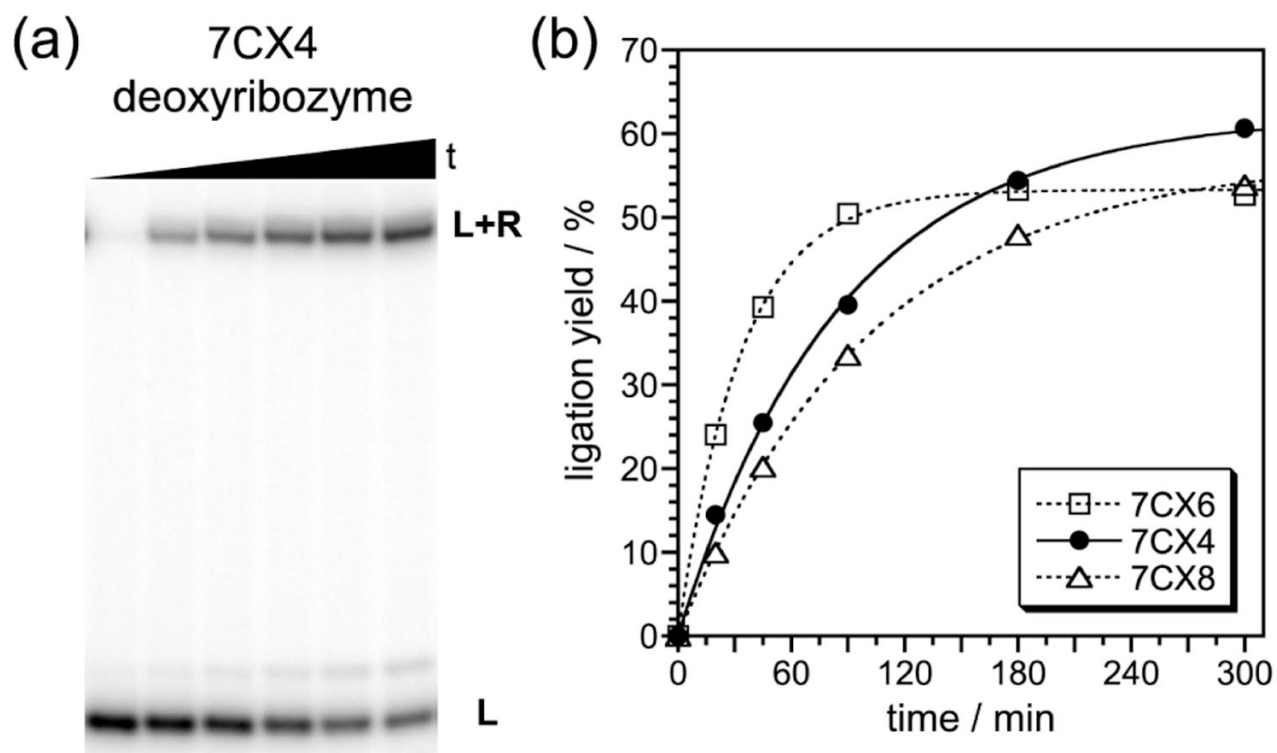 (a)
7CX4
deoxyribozyme
t
L+R
L
(b)
70
60
50
40
30
20
10
0
ligation yield / %
0 60 120 180 240 300
time / min
7CX6
7CX4
7CX8